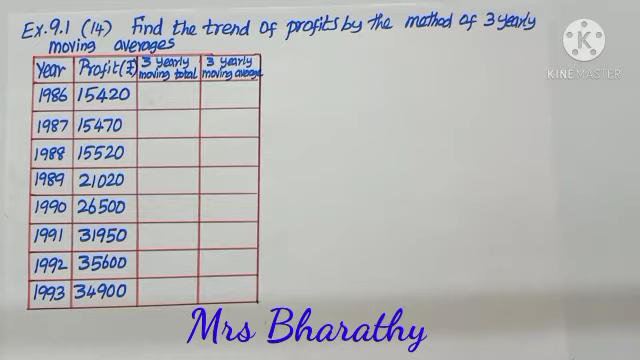 Ex.9.1 (14) Find the trend of profits by the method of 3 yearly
moving averages
Year Profit(₹) 3 yearly moving total 3 yearly moving average
1986 15420
1987 15470
1988 15520
1989 21020
1990 26500
1991 31950
1992 35600
1993 34900
K
KINEMASTER
Mrs Bharathy